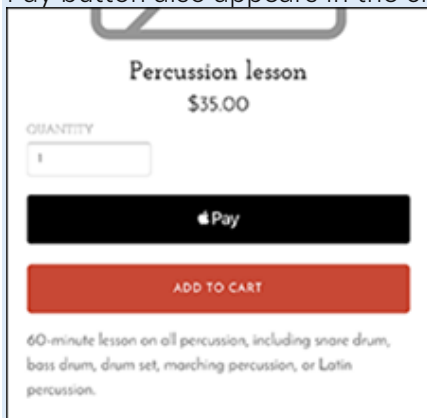 Pay button also appears in the
Percussion lesson
$35.00
QUANTITY
1
Pay
ADD TO CART
60-minute lesson on all percussion, including snare drum,
bass drum, drum set, marching percussion, or Latin
percussion.